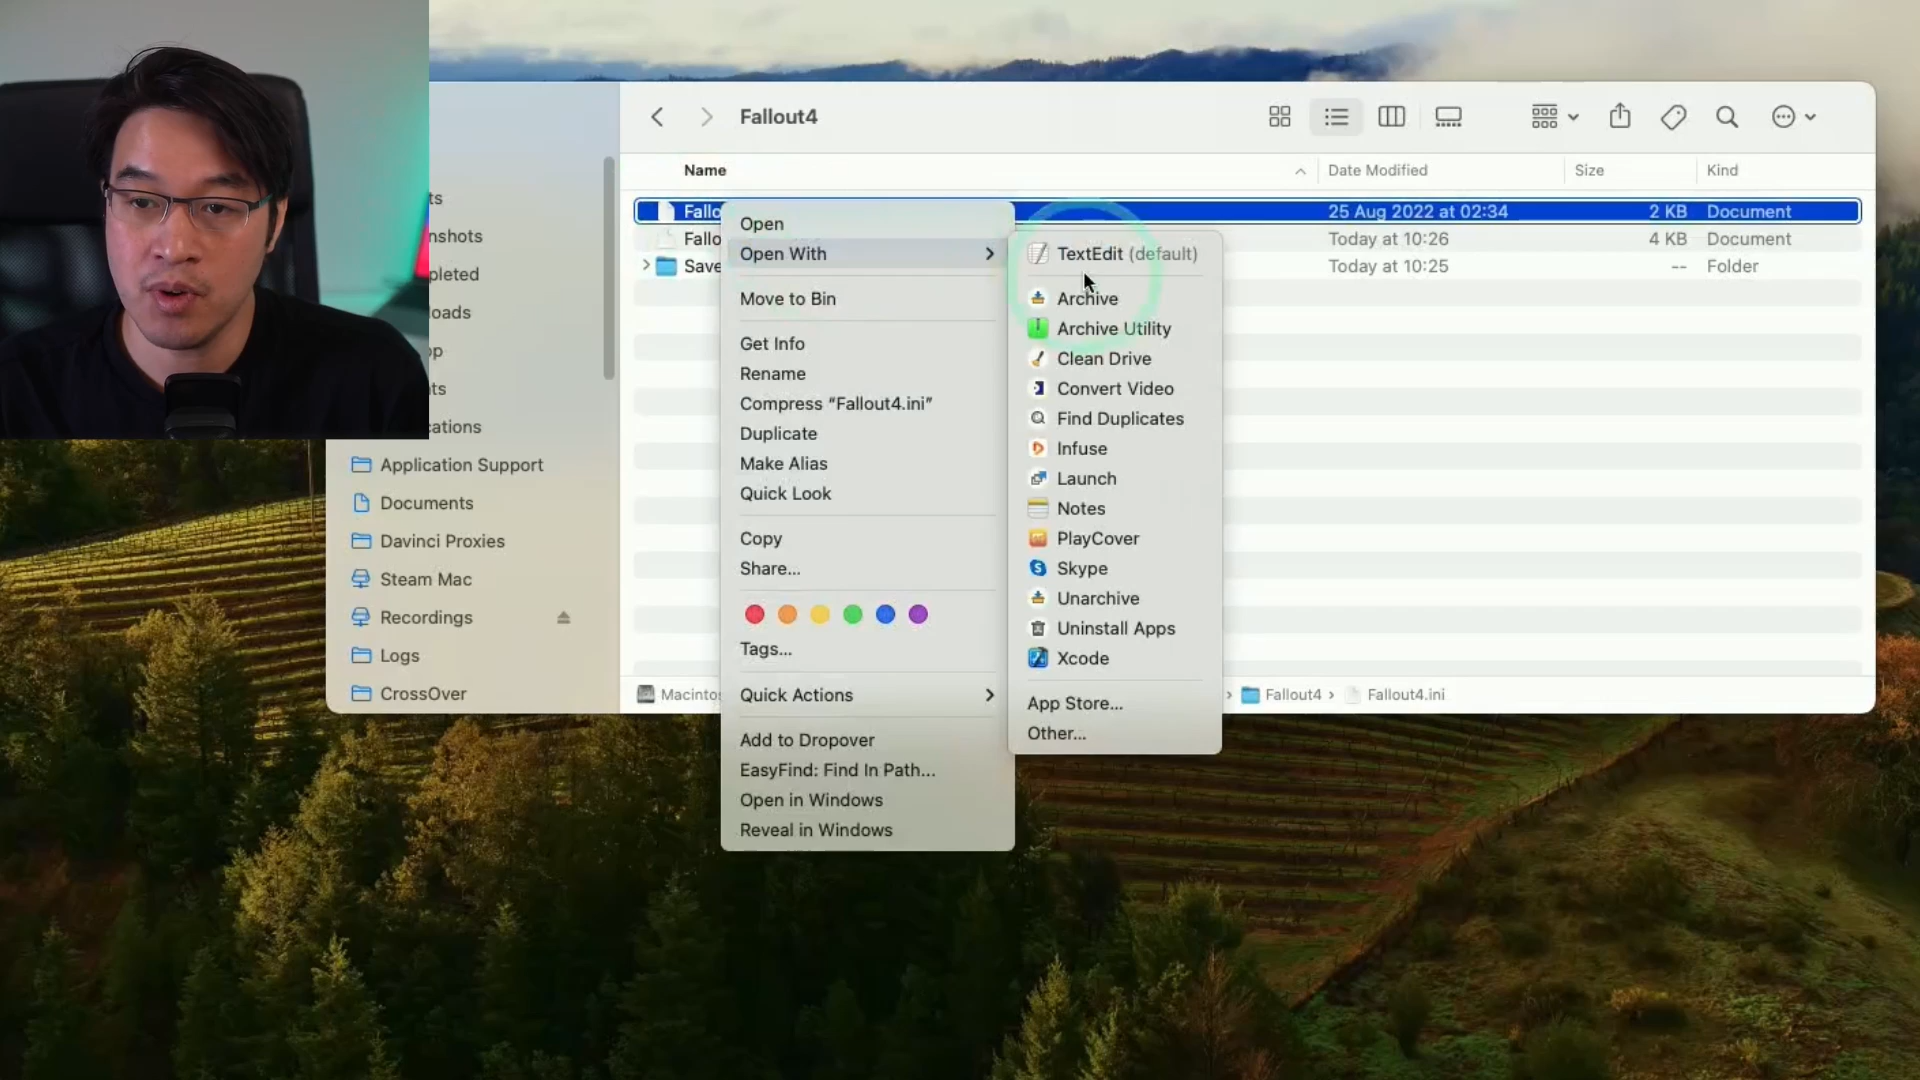 Fallout4
Name
Date Modified
Size
Kind
Fallo
25 Aug 2022 at 02:34
2 KB
Document
Fallo
Today at 10:26
4 KB
Document
Save
Today at 10:25
--
Folder
ts
nshots
pleted
loads
op
nts
cations
Application Support
Documents
Davinci Proxies
Steam Mac
Recordings
Logs
CrossOver
Open
Open With
Move to Bin
Get Info
Rename
Compress “Fallout4.ini”
Duplicate
Make Alias
Quick Look
Copy
Share...
Tags...
Quick Actions
Add to Dropover
EasyFind: Find In Path...
Open in Windows
Reveal in Windows
TextEdit (default)
Archive
Archive Utility
Clean Drive
Convert Video
Find Duplicates
Infuse
Launch
Notes
PlayCover
Skype
Unarchive
Uninstall Apps
Xcode
App Store...
Other...
Macintos
Fallout4
Fallout4.ini